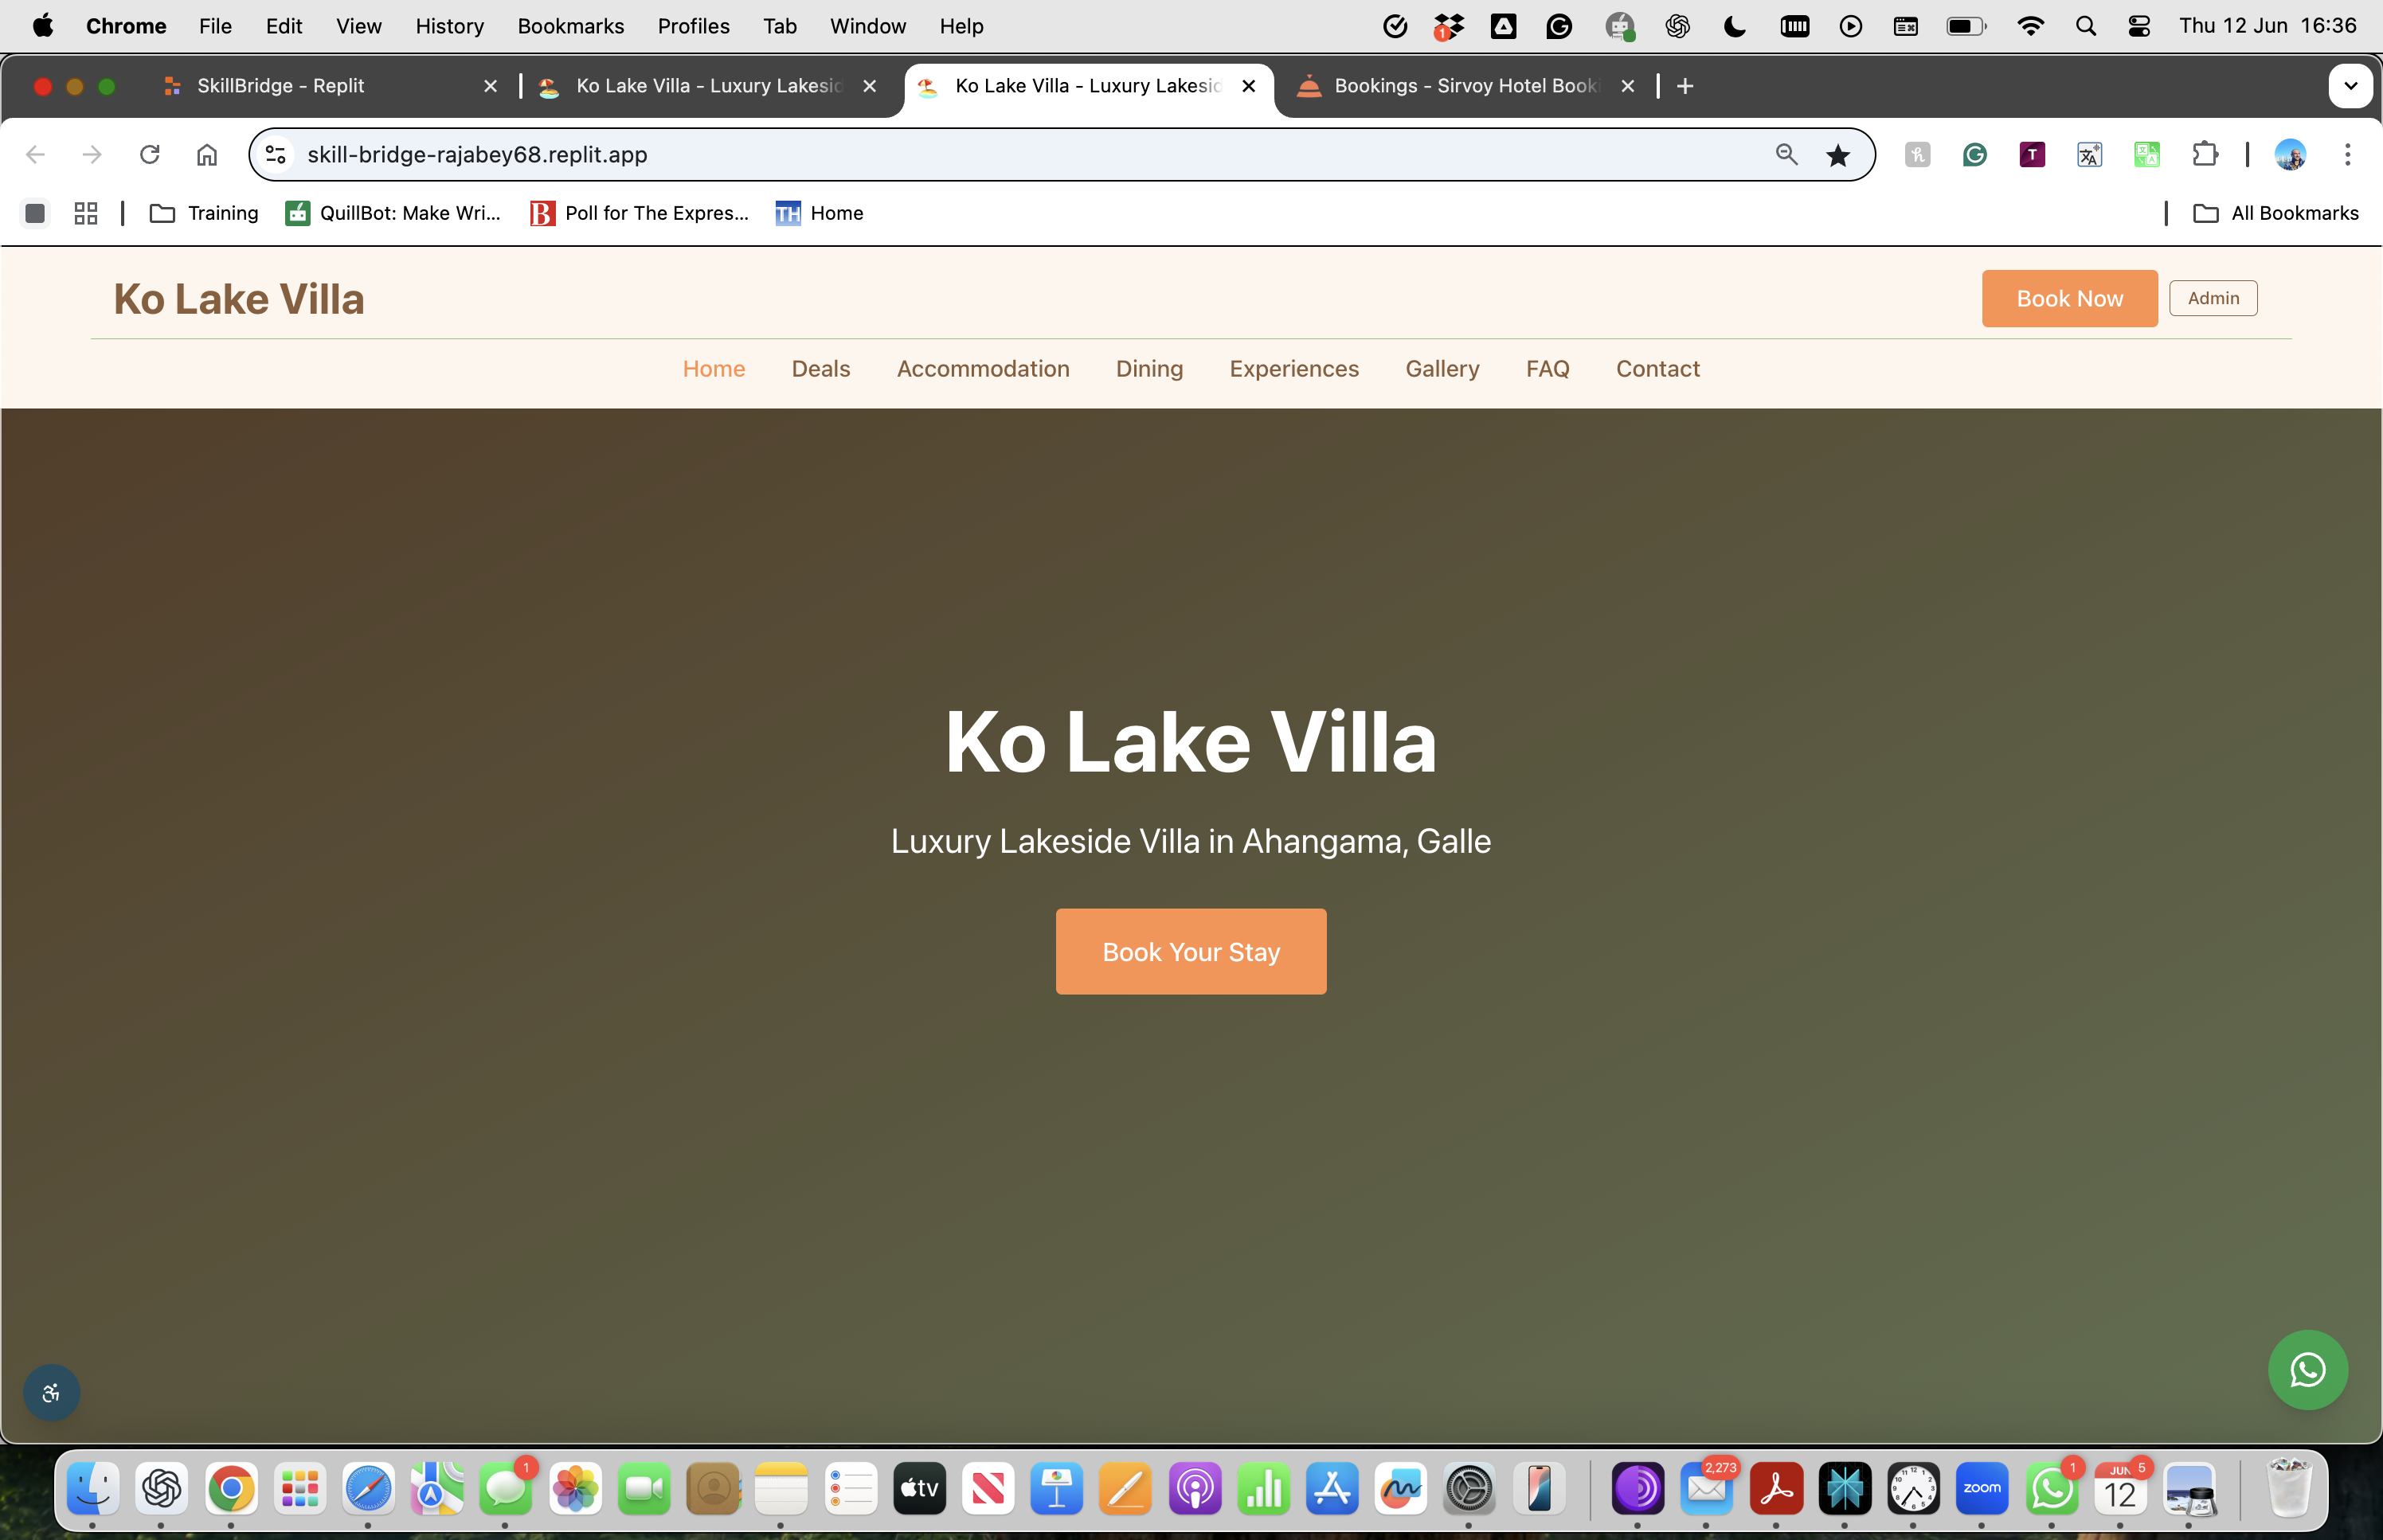 Chrome File Edit View History Bookmarks Profiles Tab Window Help
1
Thu 12 Jun 16:36
SkillBridge - Replit
Ko Lake Villa - Luxury Lakesid
Ko Lake Villa - Luxury Lakesid
Bookings - Sirvoy Hotel Booki
skill-bridge-rajabey68.replit.app
Training
QuillBot: Make Wri...
Poll for The Expres...
TH Home
All Bookmarks
Ko Lake Villa
Book Now
Admin
Home Deals Accommodation Dining Experiences Gallery FAQ Contact
Ko Lake Villa
Luxury Lakeside Villa in Ahangama, Galle
Book Your Stay
1
tv
2,273
zoom
1
JUN 5
12